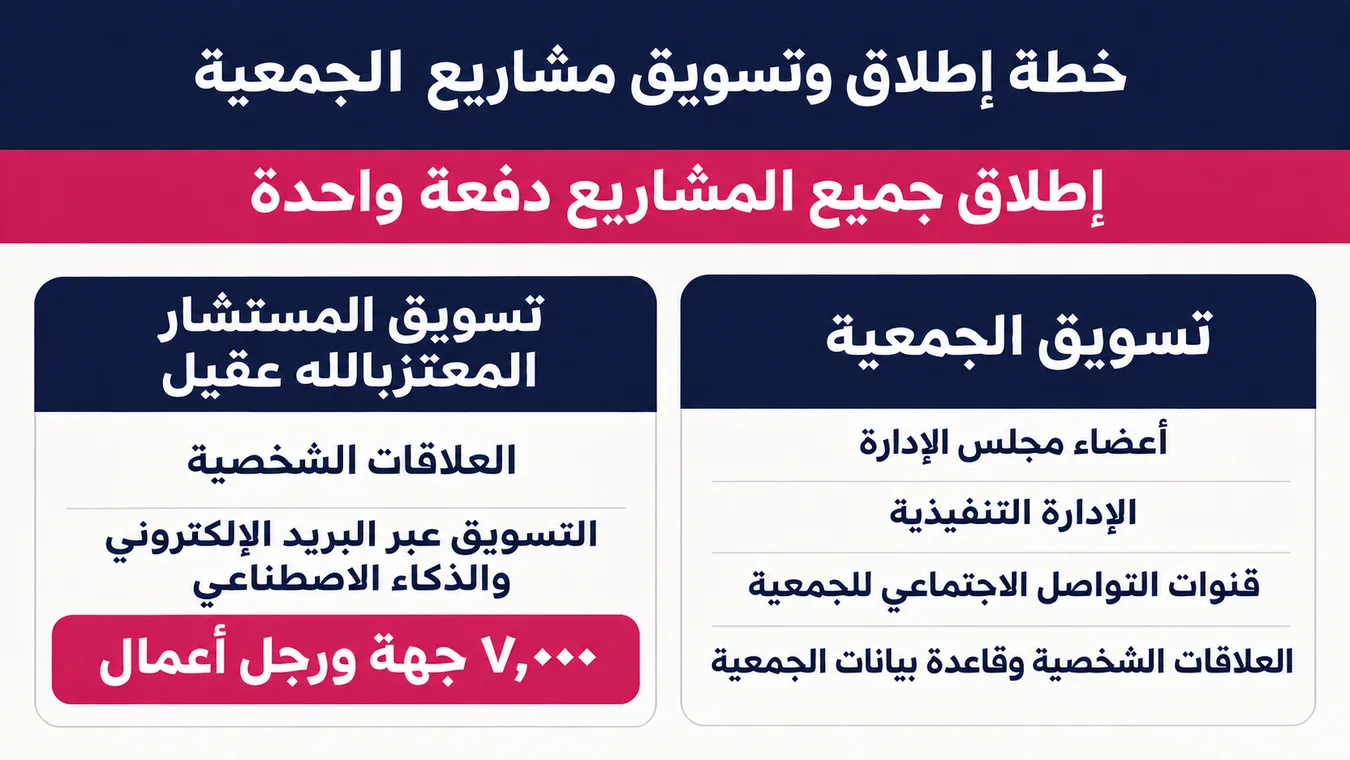 خطة إطلاق وتسويق مشاريع الجمعية
إطلاق جميع المشاريع دفعة واحدة
تسويق الجمعية
أعضاء مجلس الإدارة
الإدارة التنفيذية
قنوات التواصل الاجتماعي للجمعية
العلاقات الشخصية وقاعدة بيانات الجمعية
تسويق المستشار
المعتزبالله عقيل
العلاقات الشخصية
التسويق عبر البريد الإلكتروني
والذكاء الاصطناعي
٧,٠٠٠ جهة ورجل أعمال